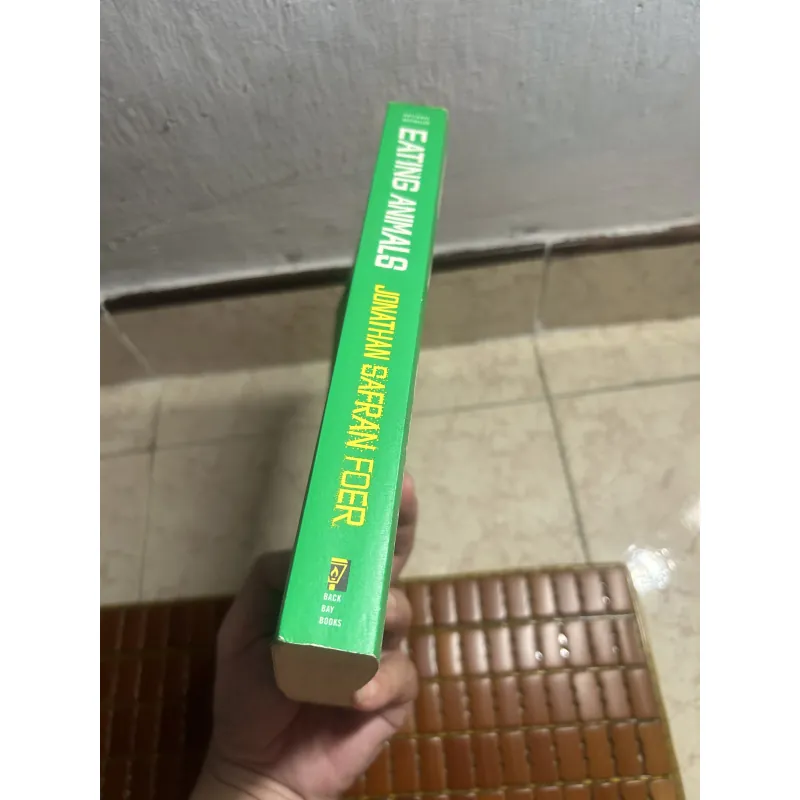 EATING ANIMALS
JONATHAN SAFRAN FOER
BACK
BAY
BOOKS